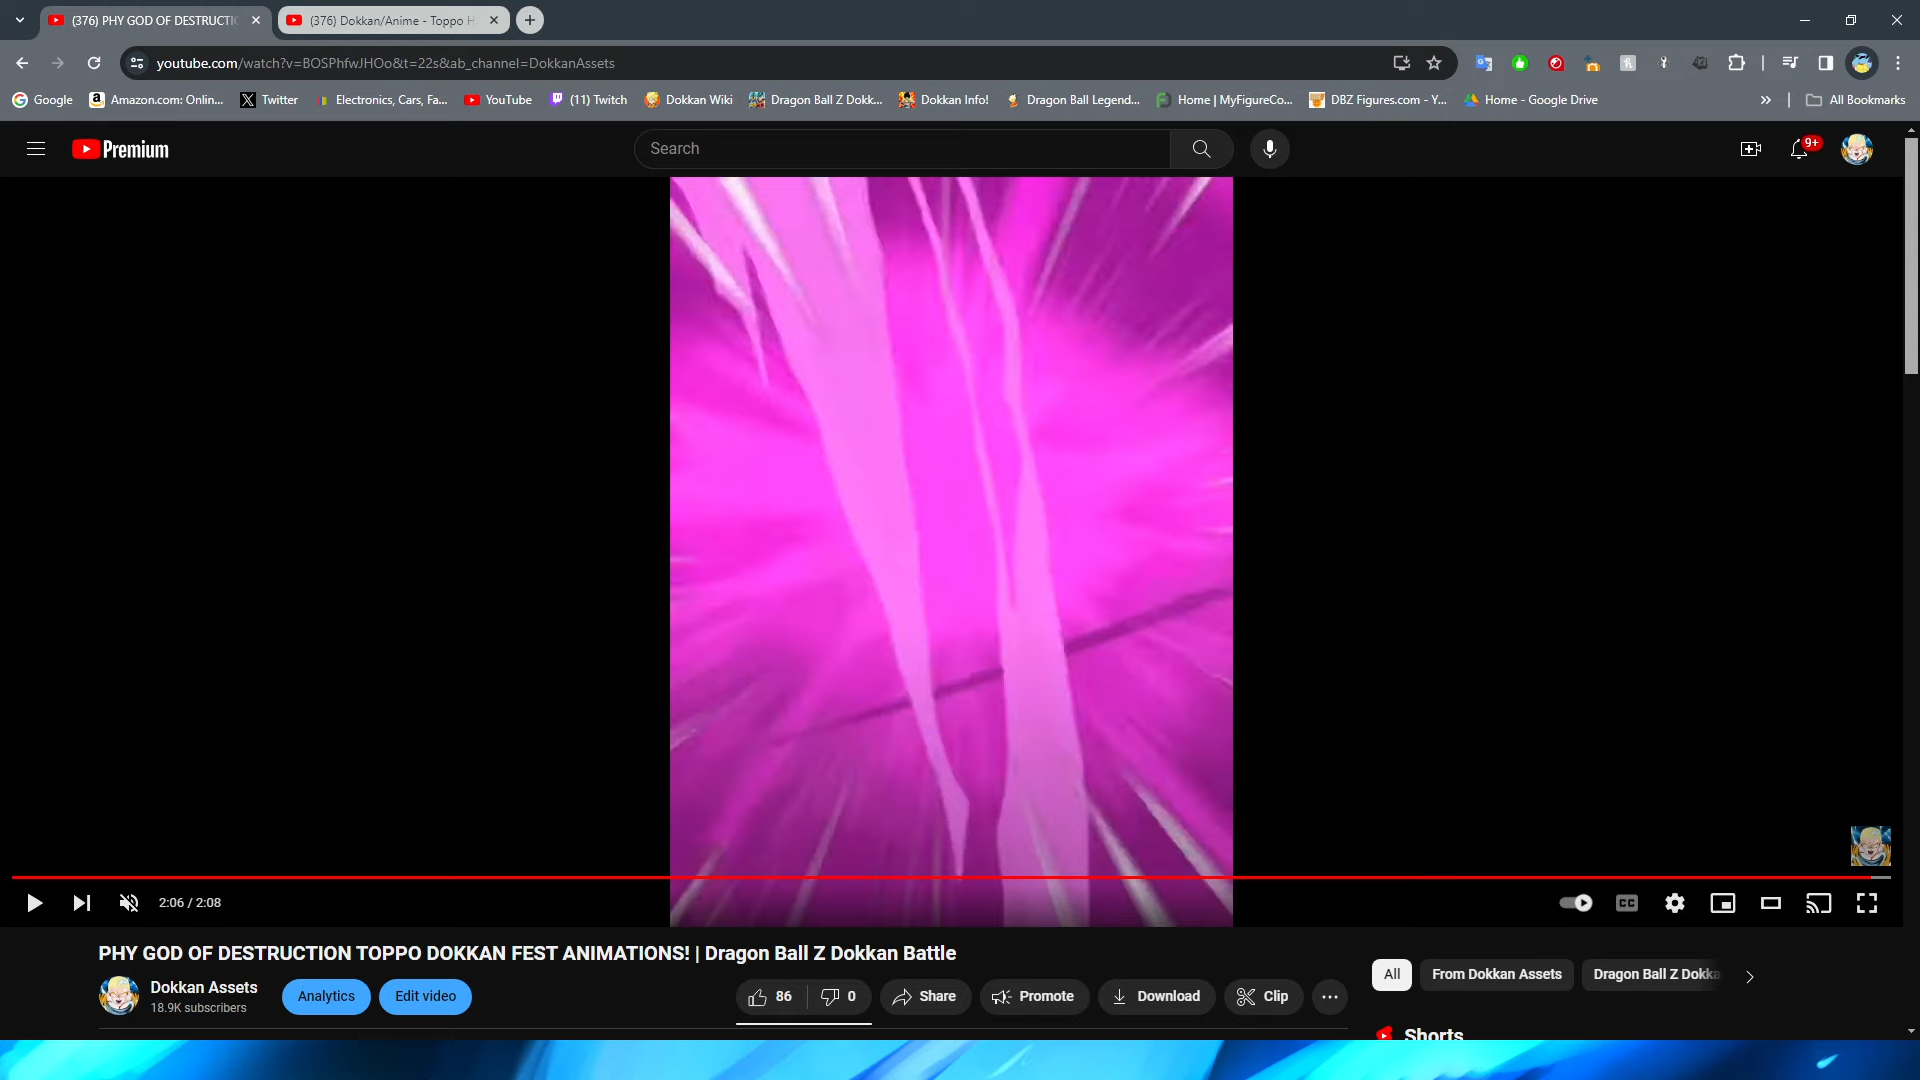 (376) PHY GOD OF DESTRUCTI
(376) Dokkan/Anime - Toppo H
youtube.com/watch?v=BOSPhfwJHOo&t=22s&ab_channel=DokkanAssets
Google
Amazon.com: Onlin...
Twitter
Electronics, Cars, Fa...
YouTube
(11) Twitch
Dokkan Wiki
Dragon Ball Z Dokk...
Dokkan Info!
Dragon Ball Legend...
Home | MyFigureCo...
DBZ Figures.com - Y...
Home - Google Drive
All Bookmarks
Premium
Search
9+
2:06 / 2:08
CC
PHY GOD OF DESTRUCTION TOPPO DOKKAN FEST ANIMATIONS! | Dragon Ball Z Dokkan Battle
Dokkan Assets
18.9K subscribers
Analytics
Edit video
86
0
Share
Promote
Download
Clip
All
From Dokkan Assets
Dragon Ball Z Dokka
Shorts